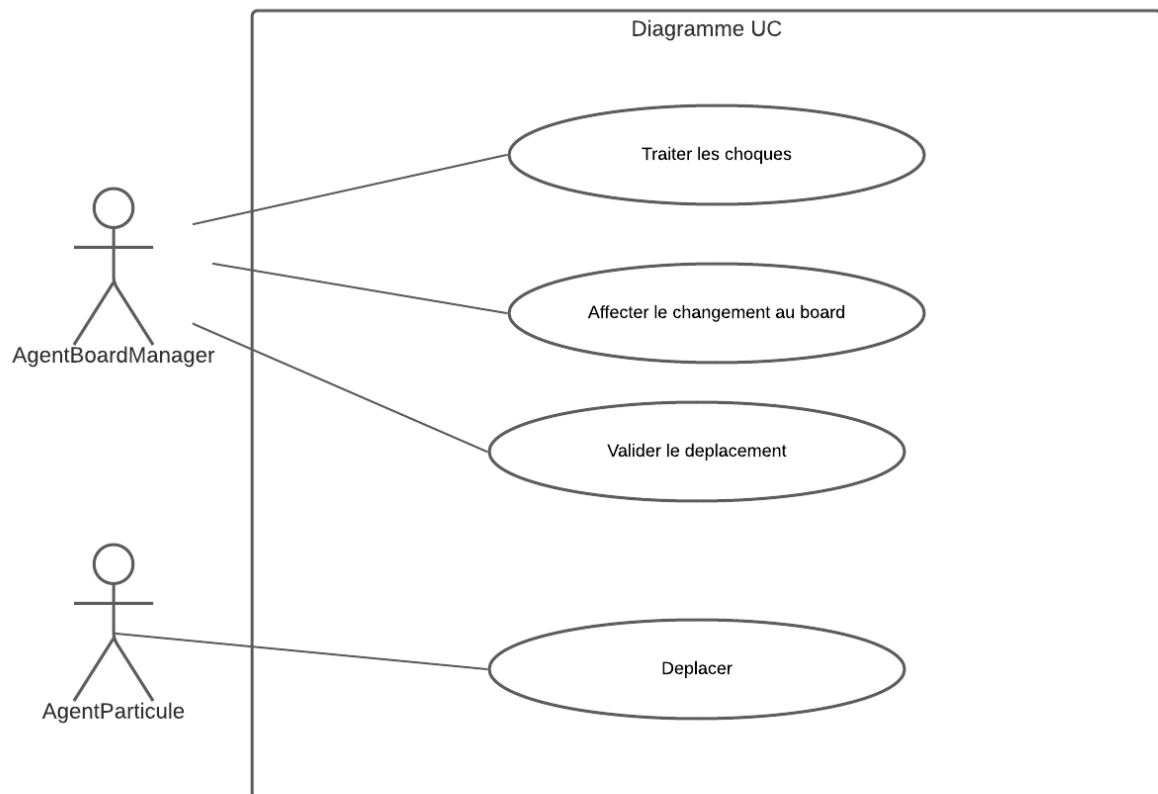 Diagramme UC
Traiter les choques
Affecter le changement au board
AgentBoardManager
Valider le deplacement
Deplacer
AgentParticule